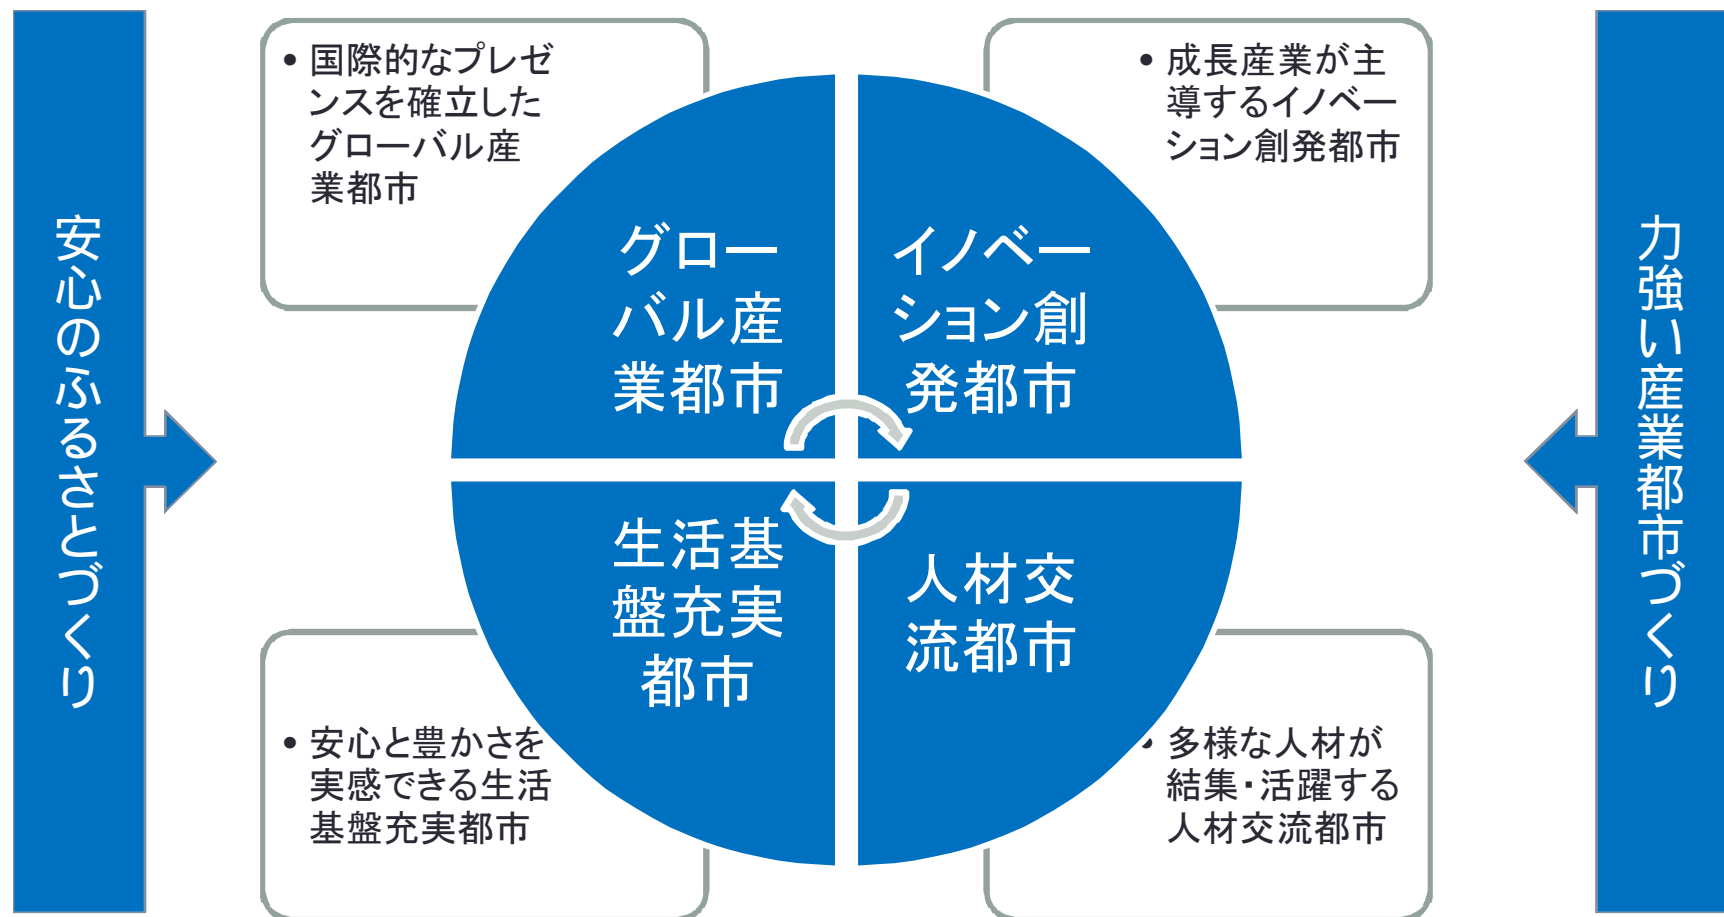 安心のふるさとづくり
• 国際的なプレゼ
ンスを確立した
グローバル産
業都市
• 成長産業が主
導するイノベー
ション創発都市
グロー
バル産
業都市
イノベー
ション創
発都市
生活基
盤充実
都市
人材交
流都市
• 安心と豊かさを
実感できる生活
基盤充実都市
• 多様な人材が
結集・活躍する
人材交流都市
力強い産業都市づくり